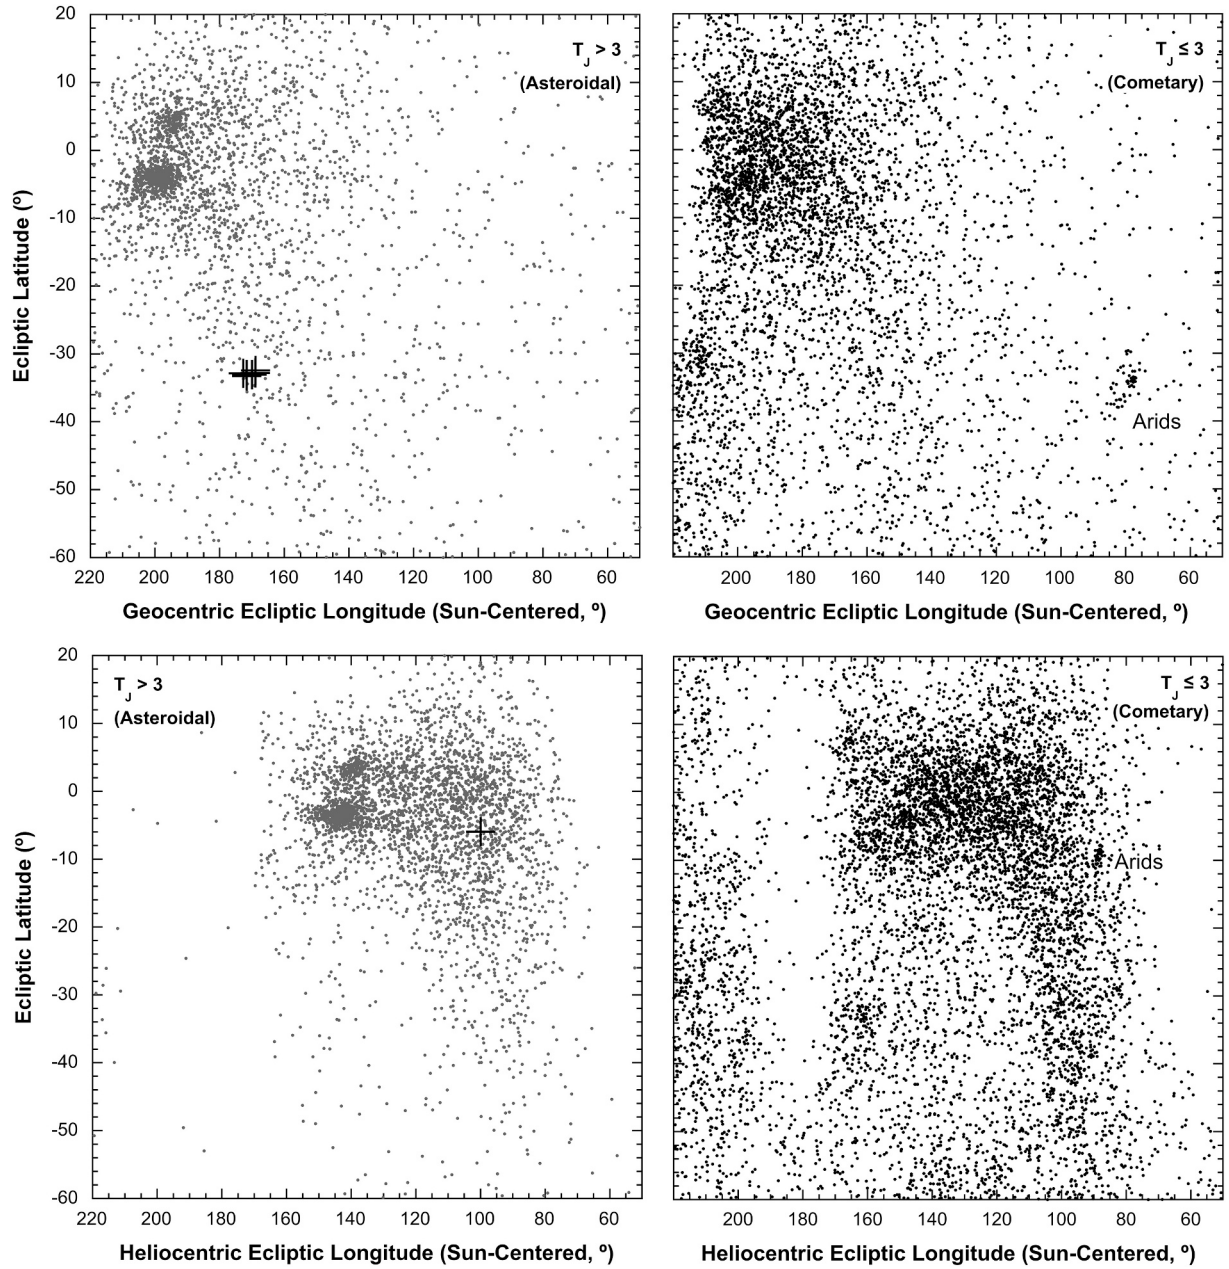 20
10
0
-10
-20
-30
-40
-50
-60
Ecliptic Latitude (º)
T_J > 3
(Asteroidal)
220 200 180 160 140 120 100 80 60
Geocentric Ecliptic Longitude (Sun-Centered, º)
T_J ≤ 3
(Cometary)
Arids
200 180 160 140 120 100 80 60
Geocentric Ecliptic Longitude (Sun-Centered, º)
20
10
0
-10
-20
-30
-40
-50
-60
Ecliptic Latitude (º)
T_J > 3
(Asteroidal)
220 200 180 160 140 120 100 80 60
Heliocentric Ecliptic Longitude (Sun-Centered, º)
T_J ≤ 3
(Cometary)
Arids
200 180 160 140 120 100 80 60
Heliocentric Ecliptic Longitude (Sun-Centered, º)